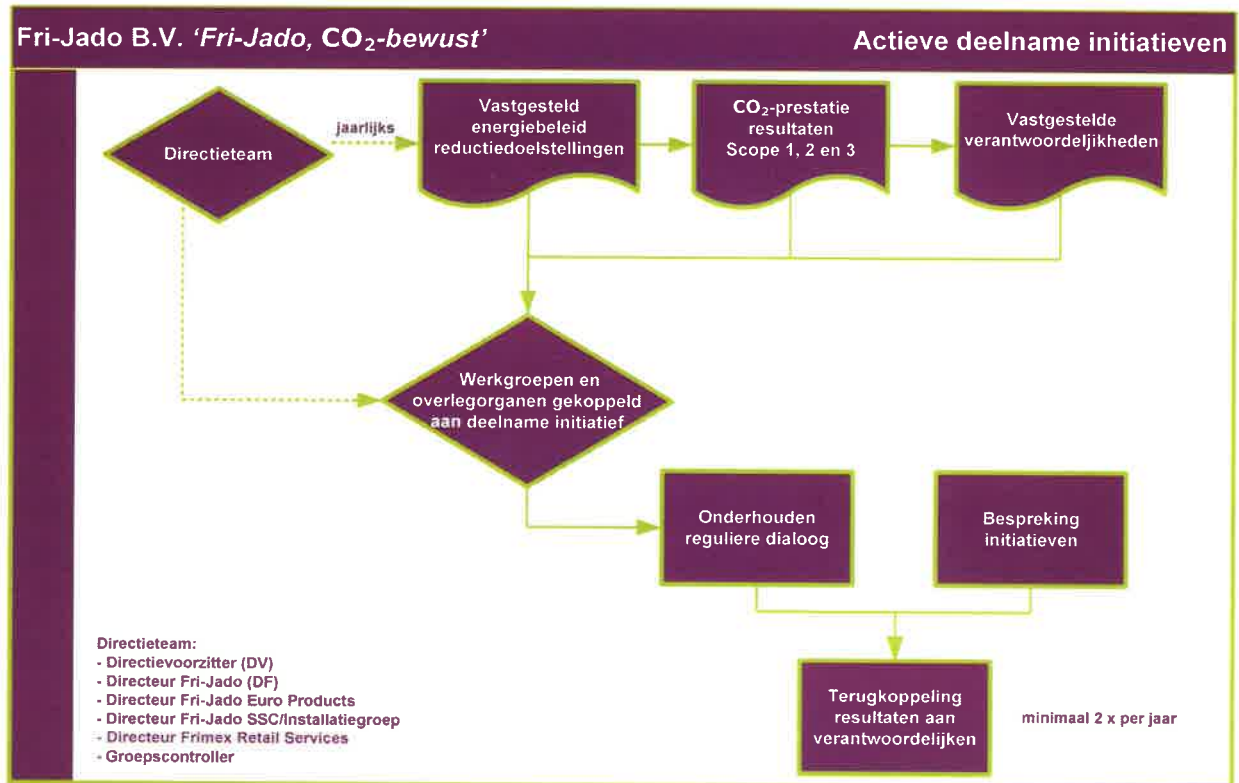 Fri-Jado B.V. 'Fri-Jado, CO₂-bewust'
Actieve deelname initiatieven
Directieteam
jaarlijks
Vastgesteld
energiebeleid
reductiedoelstellingen
CO₂-prestatie
resultaten
Scope 1, 2 en 3
Vastgestelde
verantwoordeljikheden
Werkgroepen en
overlegorganen gekoppeld
aan deelname initiatief
Onderhouden
reguliere dialoog
Bespreking
initiatieven
Directieteam:
- Directievoorzitter (DV)
- Directeur Fri-Jado (DF)
- Directeur Fri-Jado Euro Products
- Directeur Fri-Jado SSC/Installatiegroep
- Directeur Frimex Retail Services
- Groepscontroller
Terugkoppeling
resultaten aan
verantwoordelijken
minimaal 2 x per jaar